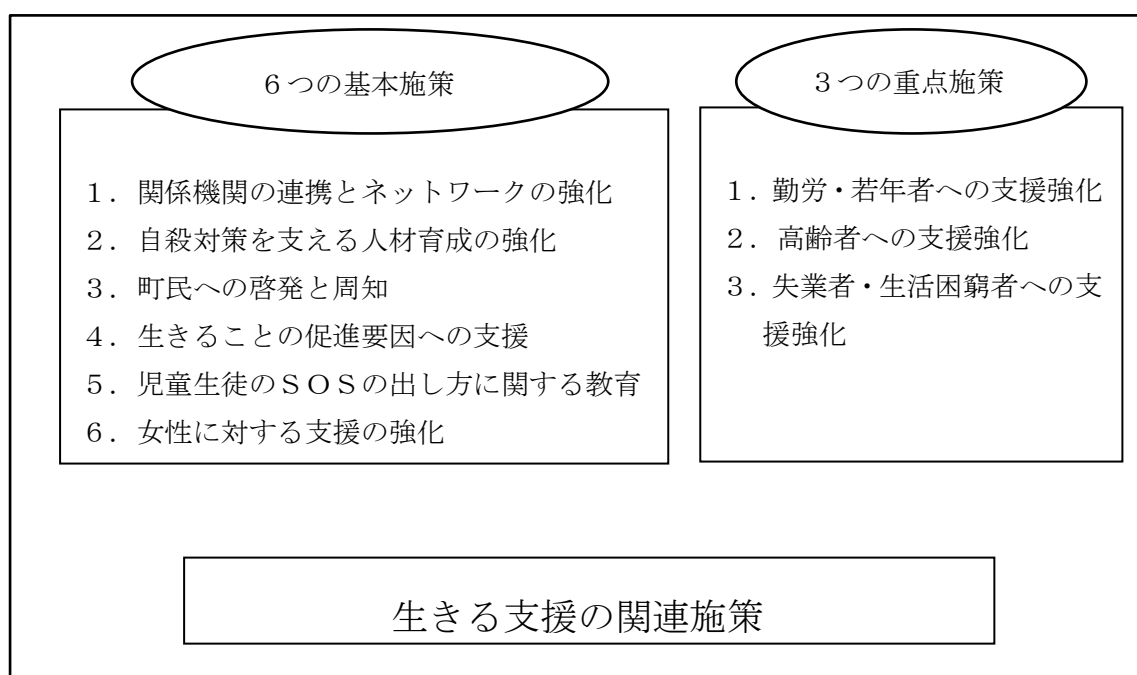 ６つの基本施策
１．関係機関の連携とネットワークの強化
２．自殺対策を支える人材育成の強化
３．町民への啓発と周知
４．生きることの促進要因への支援
５．児童生徒のＳＯＳの出し方に関する教育
６．女性に対する支援の強化
３つの重点施策
１．勤労・若年者への支援強化
２．高齢者への支援強化
３．失業者・生活困窮者への支
援強化
生きる支援の関連施策